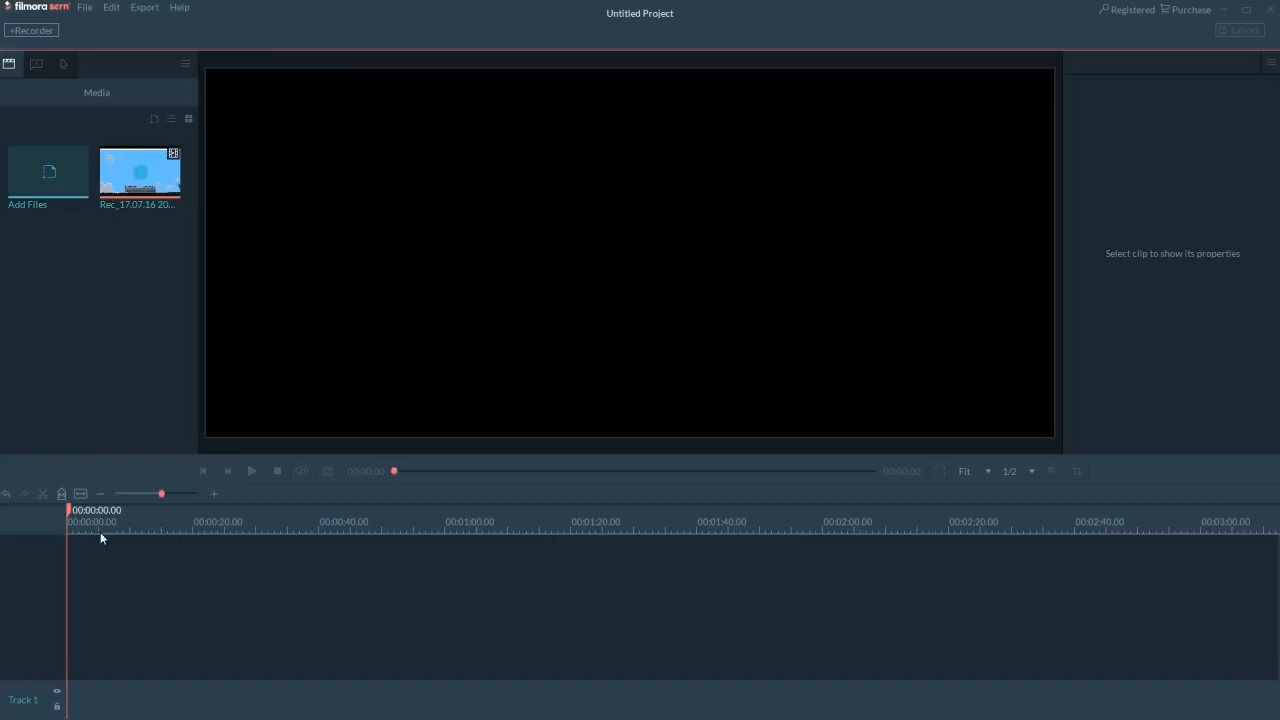 filmora scrn File Edit Export Help
Untitled Project
Registered Purchase
+Recorder
Export
Media
Add Files
Rec_17.07.16 20...
Select clip to show its properties
00:00:00 00:00:00 Fit 1/2
00:00:00.00
00:00:00.00 00:00:20.00 00:00:40.00 00:01:00.00 00:01:20.00 00:01:40.00 00:02:00.00 00:02:20.00 00:02:40.00 00:03:00.00
Track 1